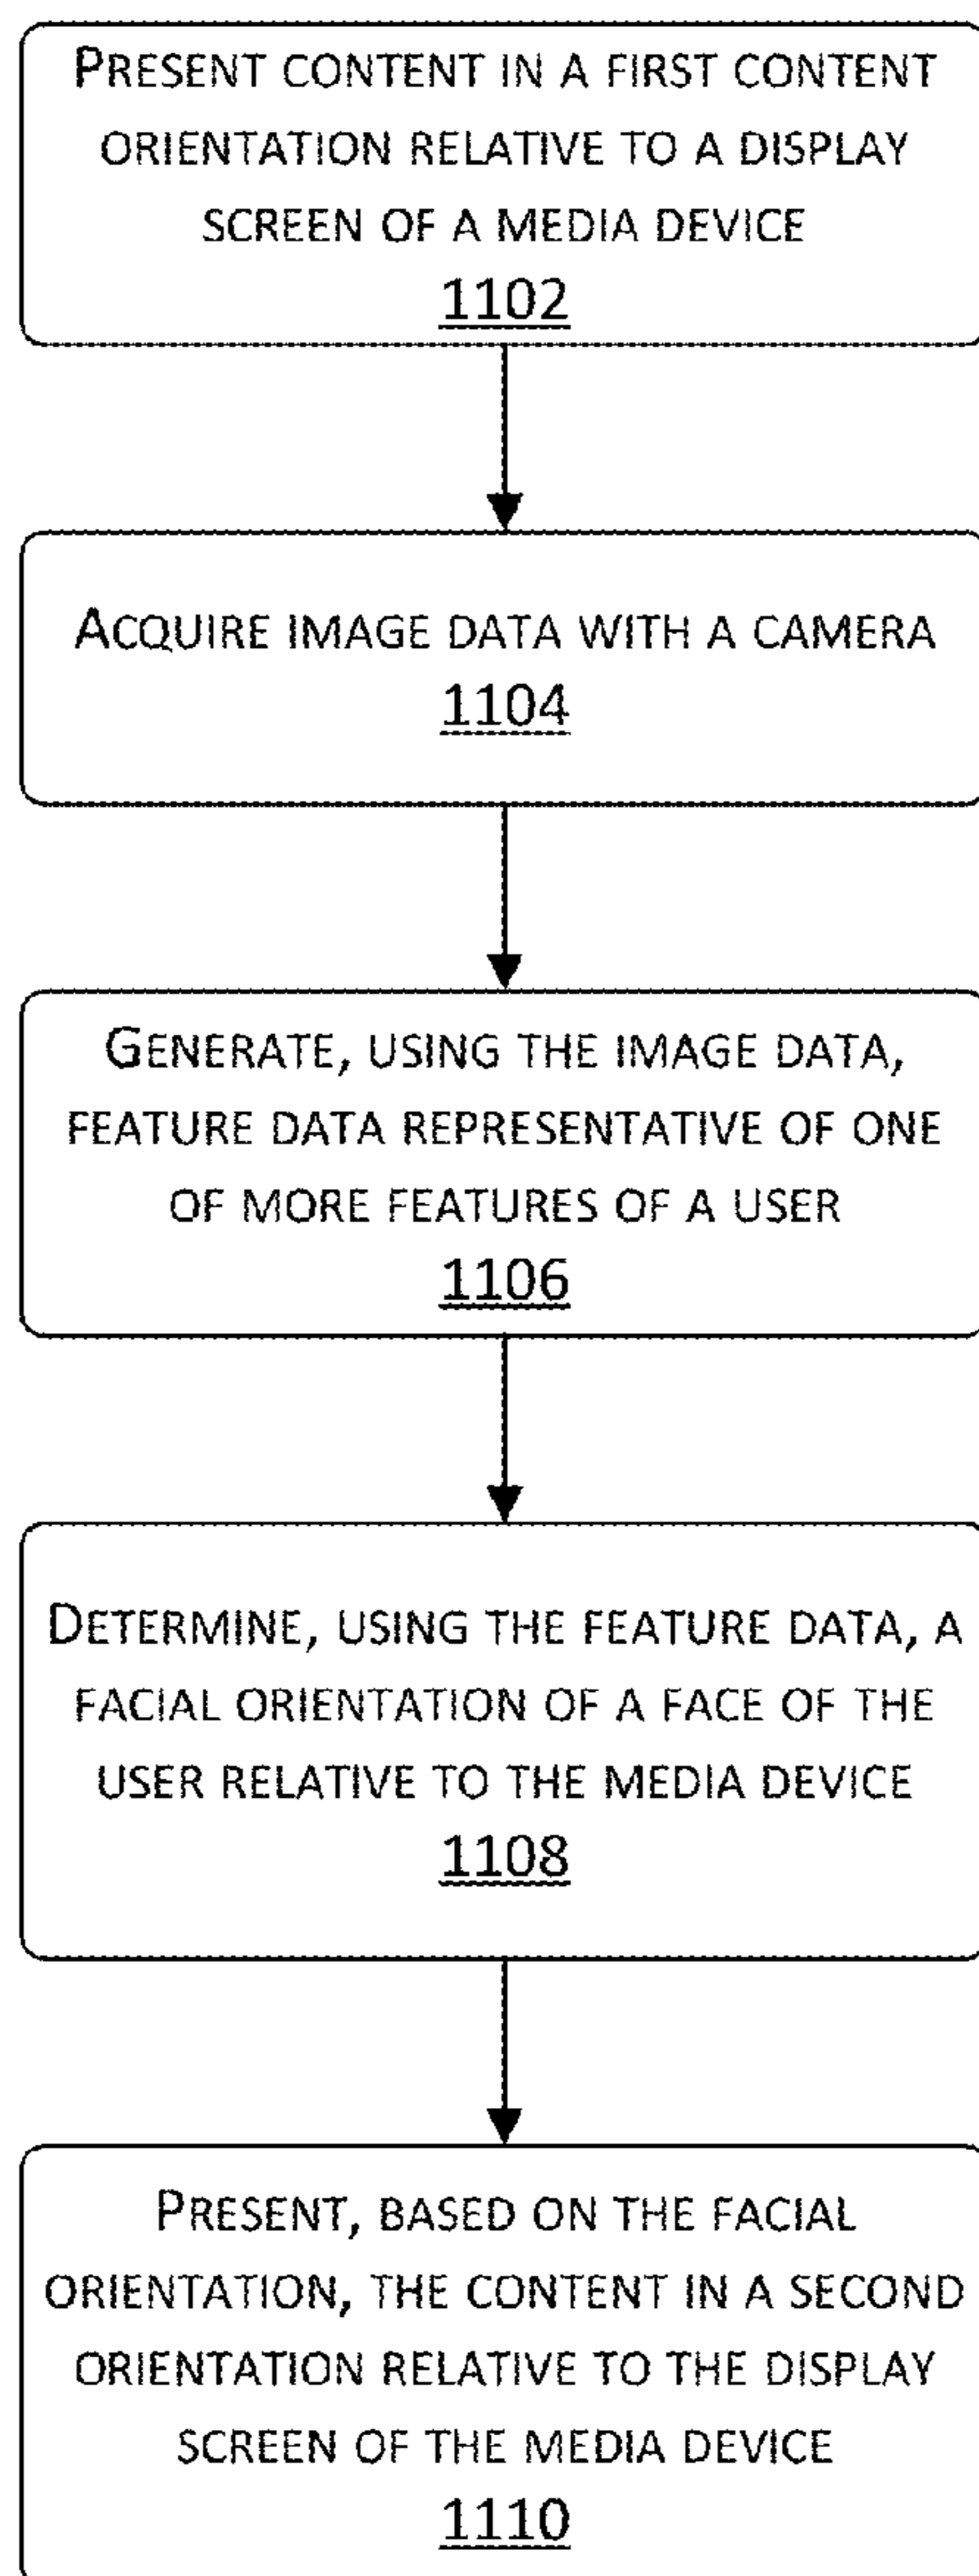 PRESENT CONTENT IN A FIRST CONTENT
ORIENTATION RELATIVE TO A DISPLAY
SCREEN OF A MEDIA DEVICE
1102
ACQUIRE IMAGE DATA WITH A CAMERA
1104
GENERATE, USING THE IMAGE DATA,
FEATURE DATA REPRESENTATIVE OF ONE
OF MORE FEATURES OF A USER
1106
DETERMINE, USING THE FEATURE DATA, A
FACIAL ORIENTATION OF A FACE OF THE
USER RELATIVE TO THE MEDIA DEVICE
1108
PRESENT, BASED ON THE FACIAL
ORIENTATION, THE CONTENT IN A SECOND
ORIENTATION RELATIVE TO THE DISPLAY
SCREEN OF THE MEDIA DEVICE
1110